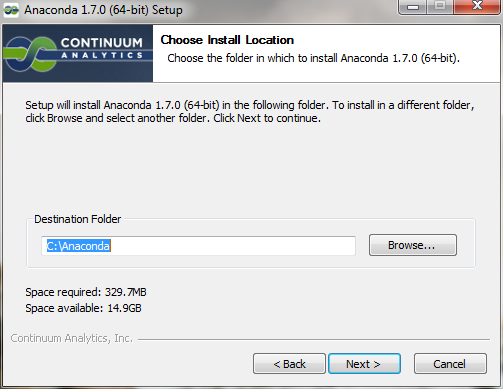 Anaconda 1.7.0 (64-bit) Setup
CONTINUUM
ANALYTICS
Choose Install Location
Choose the folder in which to install Anaconda 1.7.0 (64-bit).
Setup will install Anaconda 1.7.0 (64-bit) in the following folder. To install in a different folder,
click Browse and select another folder. Click Next to continue.
Destination Folder
C:\Anaconda
Browse...
Space required: 329.7MB
Space available: 14.9GB
Continuum Analytics, Inc.
< Back Next > Cancel